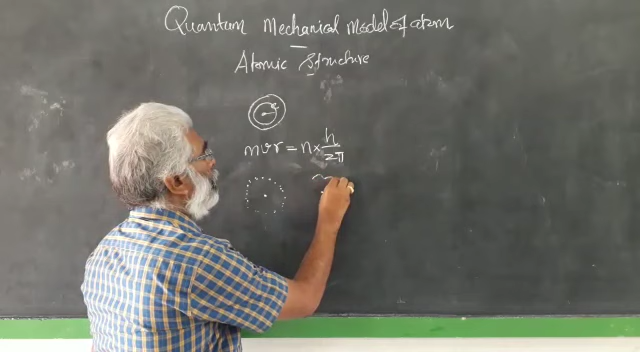 Quantum Mechanical Model of atom
Atomic Structure
mvr = n × h/2π